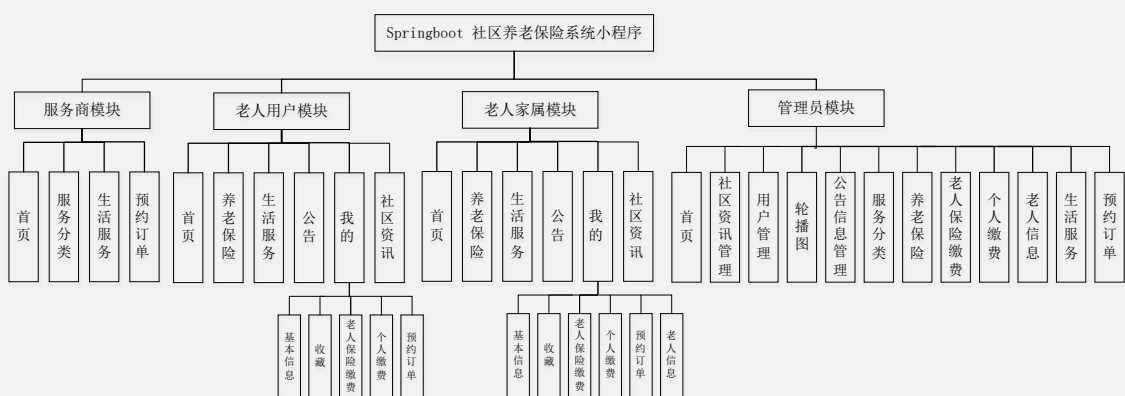 Springboot 社区养老保险系统小程序
服务商模块
老人用户模块
老人家属模块
管理员模块
首页
服务分类
生活服务
预约订单
首页
养老保险
生活服务
公告
我的
社区资讯
首页
养老保险
生活服务
公告
我的
社区资讯
首页
社区资讯管理
用户管理
轮播图
公告信息管理
服务分类
养老保险
老人保险缴费
个人缴费
老人信息
生活服务
预约订单
基本信息
收藏
老人保险缴费
个人缴费
预约订单
基本信息
收藏
老人保险缴费
个人缴费
预约订单
老人信息